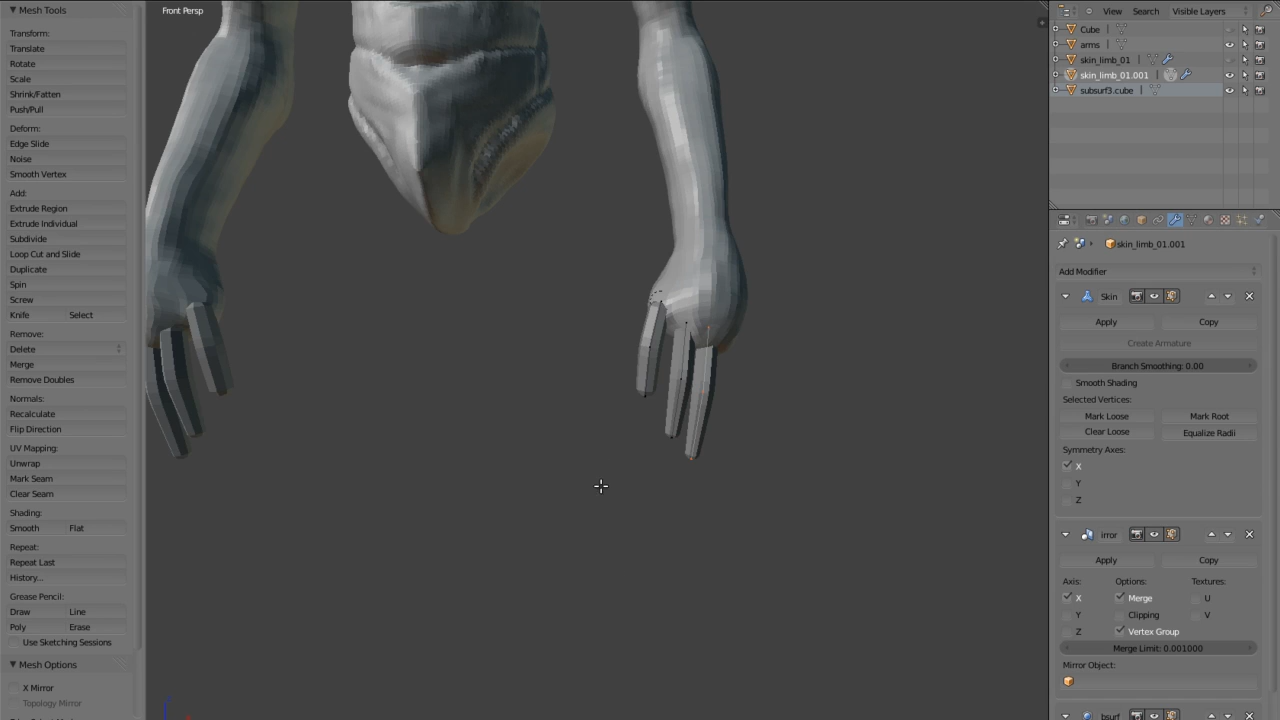 Mesh Tools
Transform:
Translate
Rotate
Scale
Shrink/Fatten
Push/Pull
Deform:
Edge Slide
Noise
Smooth Vertex
Add:
Extrude Region
Extrude Individual
Subdivide
Loop Cut and Slide
Duplicate
Spin
Screw
Knife Select
Remove:
Delete
Merge
Remove Doubles
Normals:
Recalculate
Flip Direction
UV Mapping:
Unwrap
Mark Seam
Clear Seam
Shading:
Smooth Flat
Repeat:
Repeat Last
History...
Grease Pencil:
Draw Line
Poly Erase
Use Sketching Sessions
Mesh Options
X Mirror
Topology Mirror
Front Persp
View Search Visible Layers
Cube
arms
skin_limb_01
skin_limb_01.001
subsurf3.cube
skin_limb_01.001
Add Modifier
Skin
Apply Copy
Create Armature
Branch Smoothing: 0.00
Smooth Shading
Selected Vertices:
Mark Loose Mark Root
Clear Loose Equalize Radii
Symmetry Axes:
X
Y
Z
irror
Apply Copy
Axis: Options: Textures:
X Merge U
Y Clipping V
Z Vertex Group
Merge Limit: 0.001000
Mirror Object:
bsurf